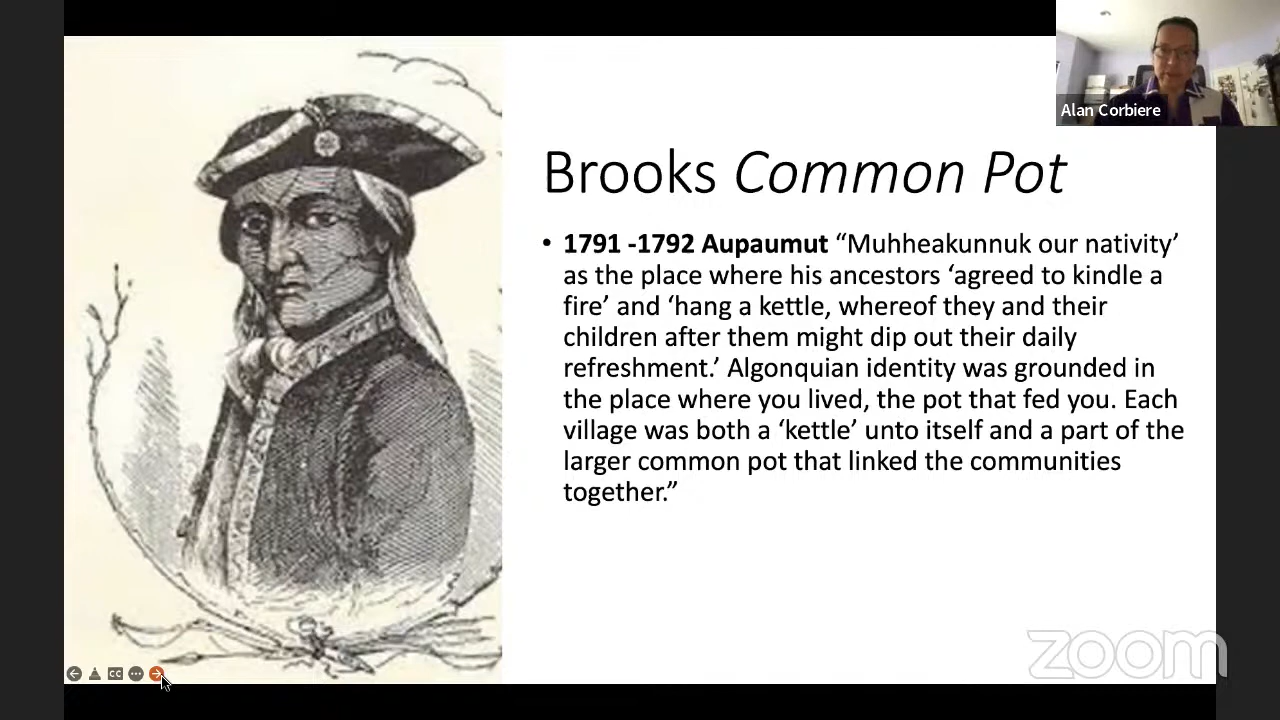 Alan Corbiere
Brooks Common Pot
• 1791 -1792 Aupaumut “Muhheakunnuk our nativity’
as the place where his ancestors ‘agreed to kindle a
fire’ and ‘hang a kettle, whereof they and their
children after them might dip out their daily
refreshment.’ Algonquian identity was grounded in
the place where you lived, the pot that fed you. Each
village was both a ‘kettle’ unto itself and a part of the
larger common pot that linked the communities
together.”
CC
zoom